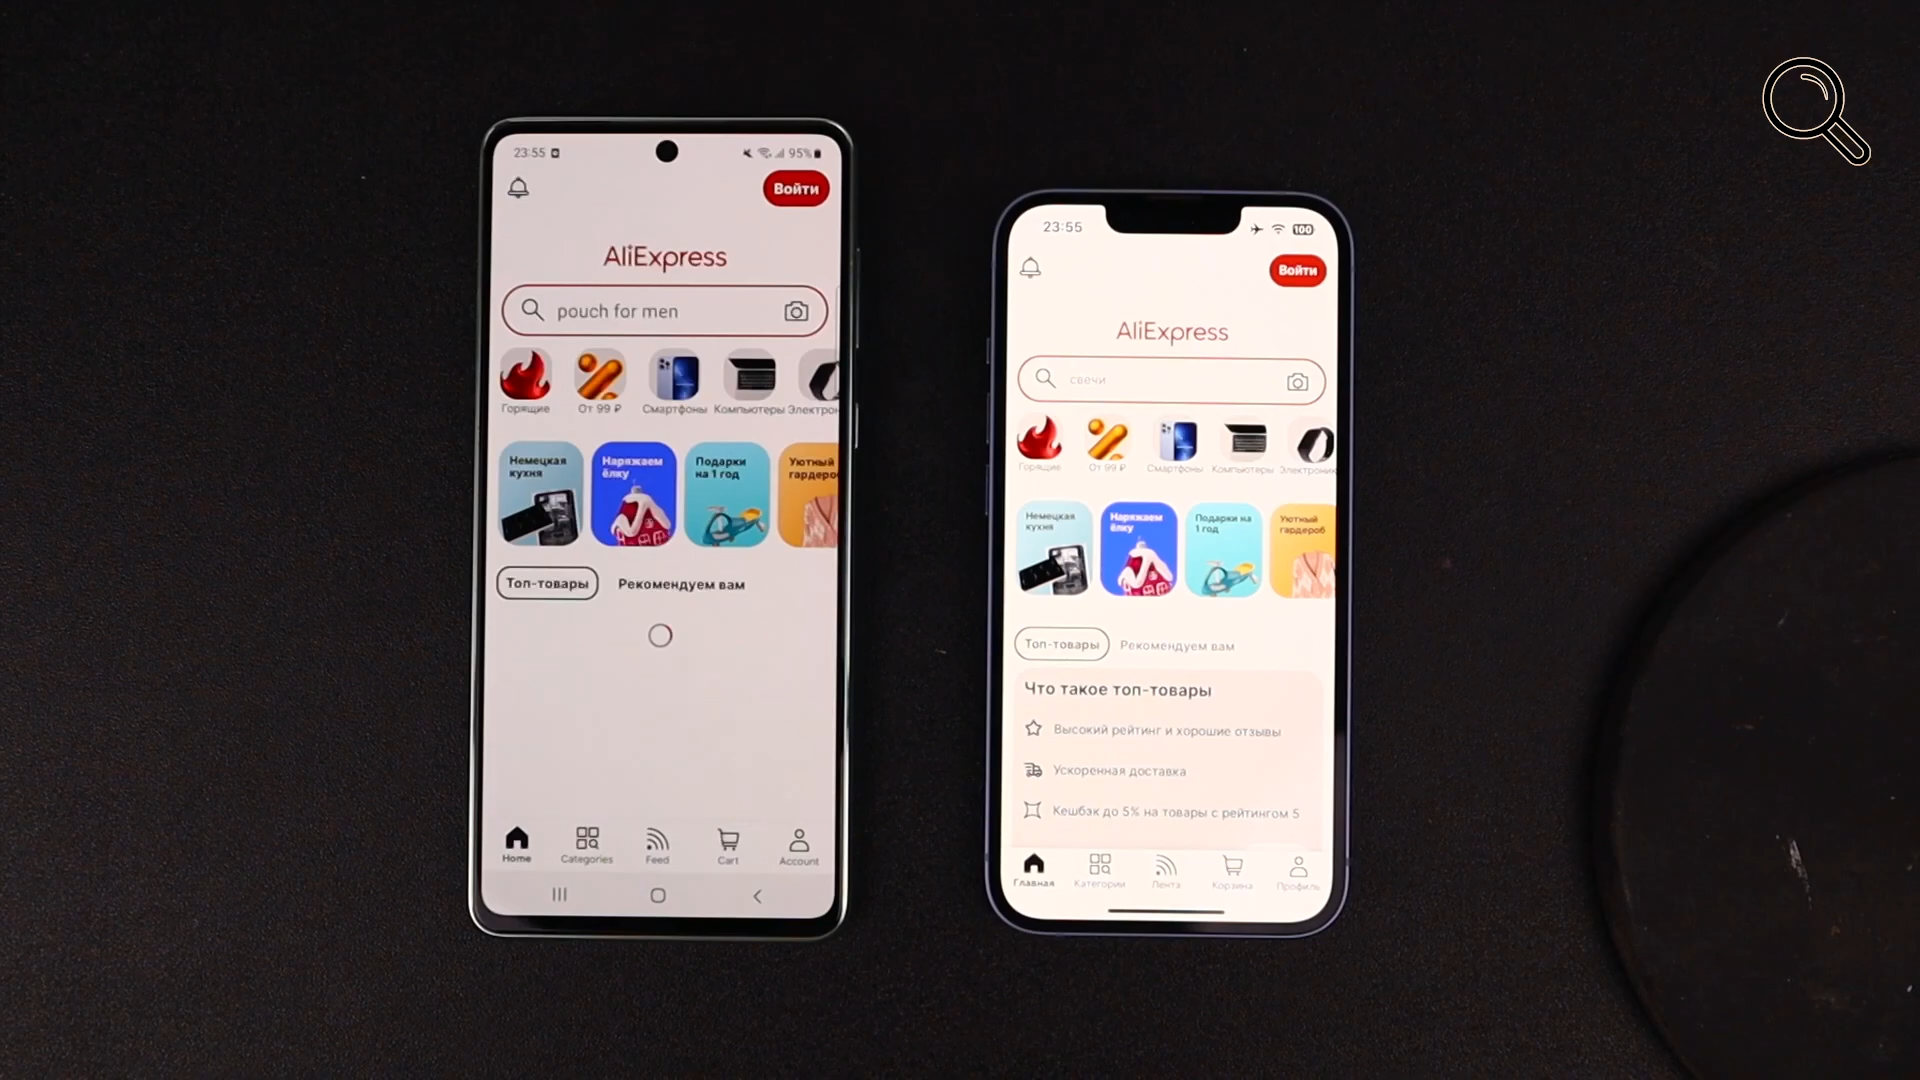 23:55
95%
Войти
AliExpress
pouch for men
Горящие
От 99 ₽
Смартфоны
Компьютеры
Электрон
Немецкая
кухня
Наряжаем
ёлку
Подарки
на 1 год
Уютный
гардеро
Топ-товары
Рекомендуем вам
Home
Categories
Feed
Cart
Account
23:55
100
Войти
AliExpress
свечи
Горящие
От 99 ₽
Смартфоны
Компьютеры
Электроник
Немецкая
кухня
Наряжаем
ёлку
Подарки на
1 год
Уютный
гардероб
Топ-товары
Рекомендуем вам
Что такое топ-товары
Высокий рейтинг и хорошие отзывы
Ускоренная доставка
Кешбэк до 5% на товары с рейтингом 5
Главная
Категории
Лента
Корзина
Профиль